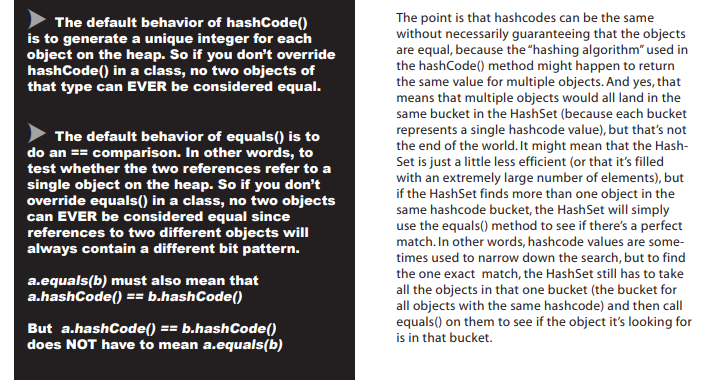 The default behavior of hashCode()
is to generate a unique integer for each
object on the heap. So if you don’t override
hashCode() in a class, no two objects of
that type can EVER be considered equal.
The default behavior of equals() is to
do an == comparison. In other words, to
test whether the two references refer to a
single object on the heap. So if you don’t
override equals() in a class, no two objects
can EVER be considered equal since
references to two different objects will
always contain a different bit pattern.
a.equals(b) must also mean that
a.hashCode() == b.hashCode()
But a.hashCode() == b.hashCode()
does NOT have to mean a.equals(b)
The point is that hashcodes can be the same
without necessarily guaranteeing that the objects
are equal, because the “hashing algorithm” used in
the hashCode() method might happen to return
the same value for multiple objects. And yes, that
means that multiple objects would all land in the
same bucket in the HashSet (because each bucket
represents a single hashcode value), but that’s not
the end of the world. It might mean that the Hash-
Set is just a little less efficient (or that it’s filled
with an extremely large number of elements), but
if the HashSet finds more than one object in the
same hashcode bucket, the HashSet will simply
use the equals() method to see if there’s a perfect
match. In other words, hashcode values are some-
times used to narrow down the search, but to find
the one exact match, the HashSet still has to take
all the objects in that one bucket (the bucket for
all objects with the same hashcode) and then call
equals() on them to see if the object it’s looking for
is in that bucket.